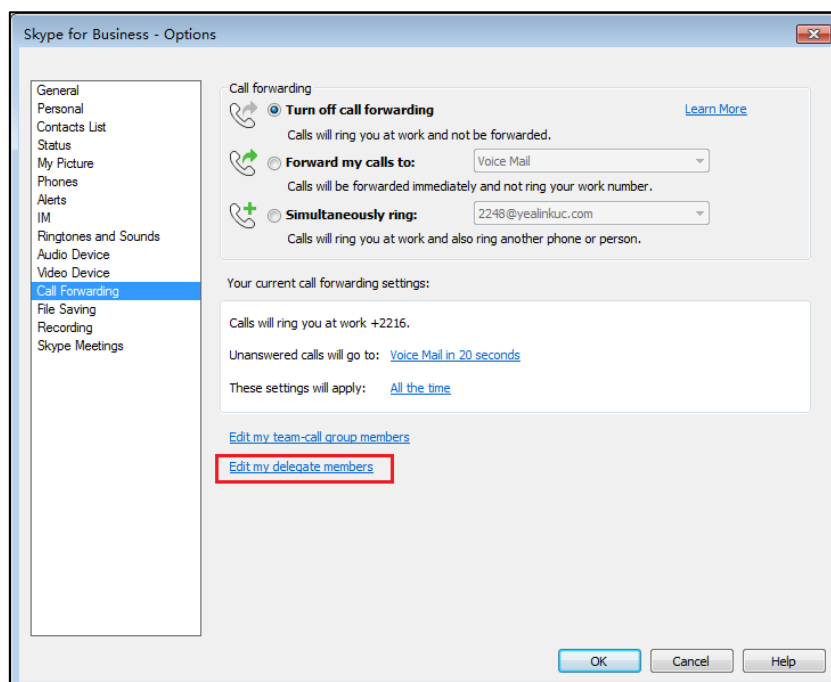 Skype for Business - Options
General
Personal
Contacts List
Status
My Picture
Phones
Alerts
IM
Ringtones and Sounds
Audio Device
Video Device
Call Forwarding
File Saving
Recording
Skype Meetings
Call forwarding
Turn off call forwarding
Learn More
Calls will ring you at work and not be forwarded.
Forward my calls to:
Voice Mail
Calls will be forwarded immediately and not ring your work number.
Simultaneously ring:
2248@yealinkuc.com
Calls will ring you at work and also ring another phone or person.
Your current call forwarding settings:
Calls will ring you at work +2216.
Unanswered calls will go to: Voice Mail in 20 seconds
These settings will apply: All the time
Edit my team-call group members
Edit my delegate members
OK
Cancel
Help